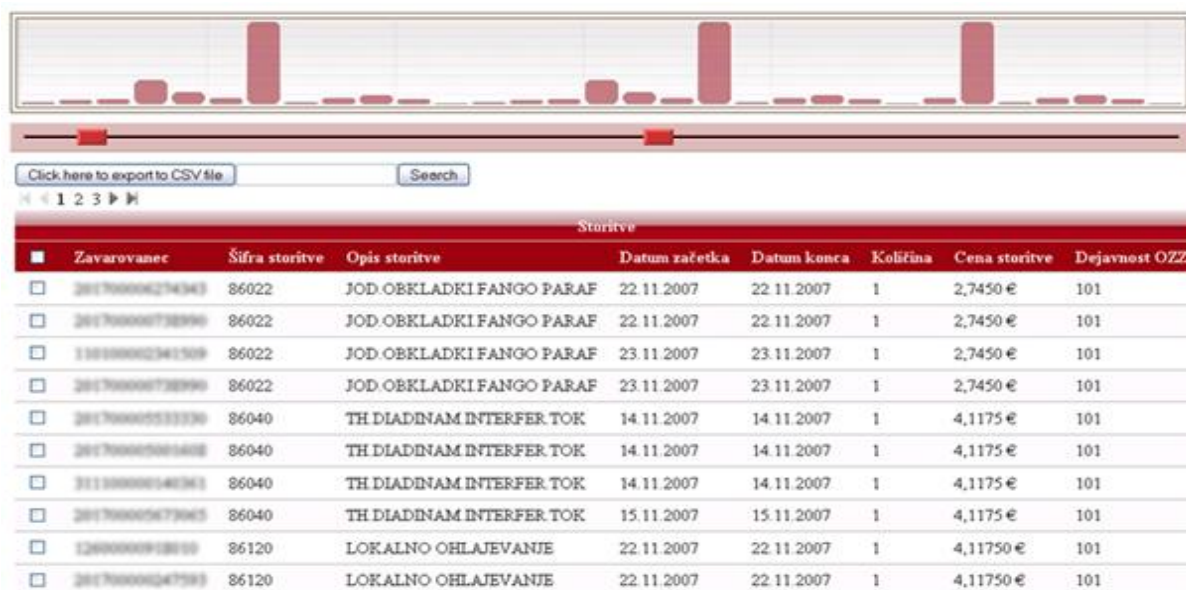 Click here to export to CSV file Search
1 2 3
Storitve
Zavarovanec Šifra storitve Opis storitve Datum začetka Datum konca Količina Cena storitve Dejavnost OZZ
86022 JOD.OBKLADKI.FANGO PARAF 22.11.2007 22.11.2007 1 2,7450 € 101
86022 JOD.OBKLADKI.FANGO PARAF 22.11.2007 22.11.2007 1 2,7450 € 101
86022 JOD.OBKLADKI.FANGO PARAF 23.11.2007 23.11.2007 1 2,7450 € 101
86022 JOD.OBKLADKI.FANGO PARAF 23.11.2007 23.11.2007 1 2,7450 € 101
86040 TH.DIADINAM.INTERFER.TOK 14.11.2007 14.11.2007 1 4,1175 € 101
86040 TH.DIADINAM.INTERFER.TOK 14.11.2007 14.11.2007 1 4,1175 € 101
86040 TH.DIADINAM.INTERFER.TOK 14.11.2007 14.11.2007 1 4,1175 € 101
86040 TH.DIADINAM.INTERFER.TOK 15.11.2007 15.11.2007 1 4,1175 € 101
86120 LOKALNO OHLAJEVANJE 22.11.2007 22.11.2007 1 4,11750 € 101
86120 LOKALNO OHLAJEVANJE 22.11.2007 22.11.2007 1 4,11750 € 101